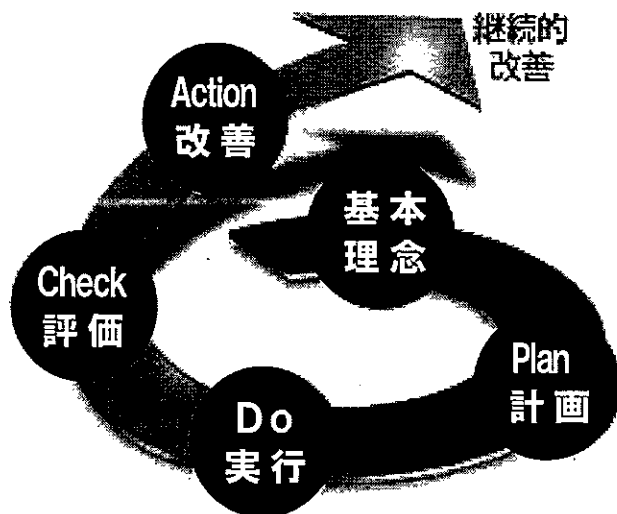 継続的
改善
Action
改善
基本
理念
Check
評価
Plan
計画
Do
実行